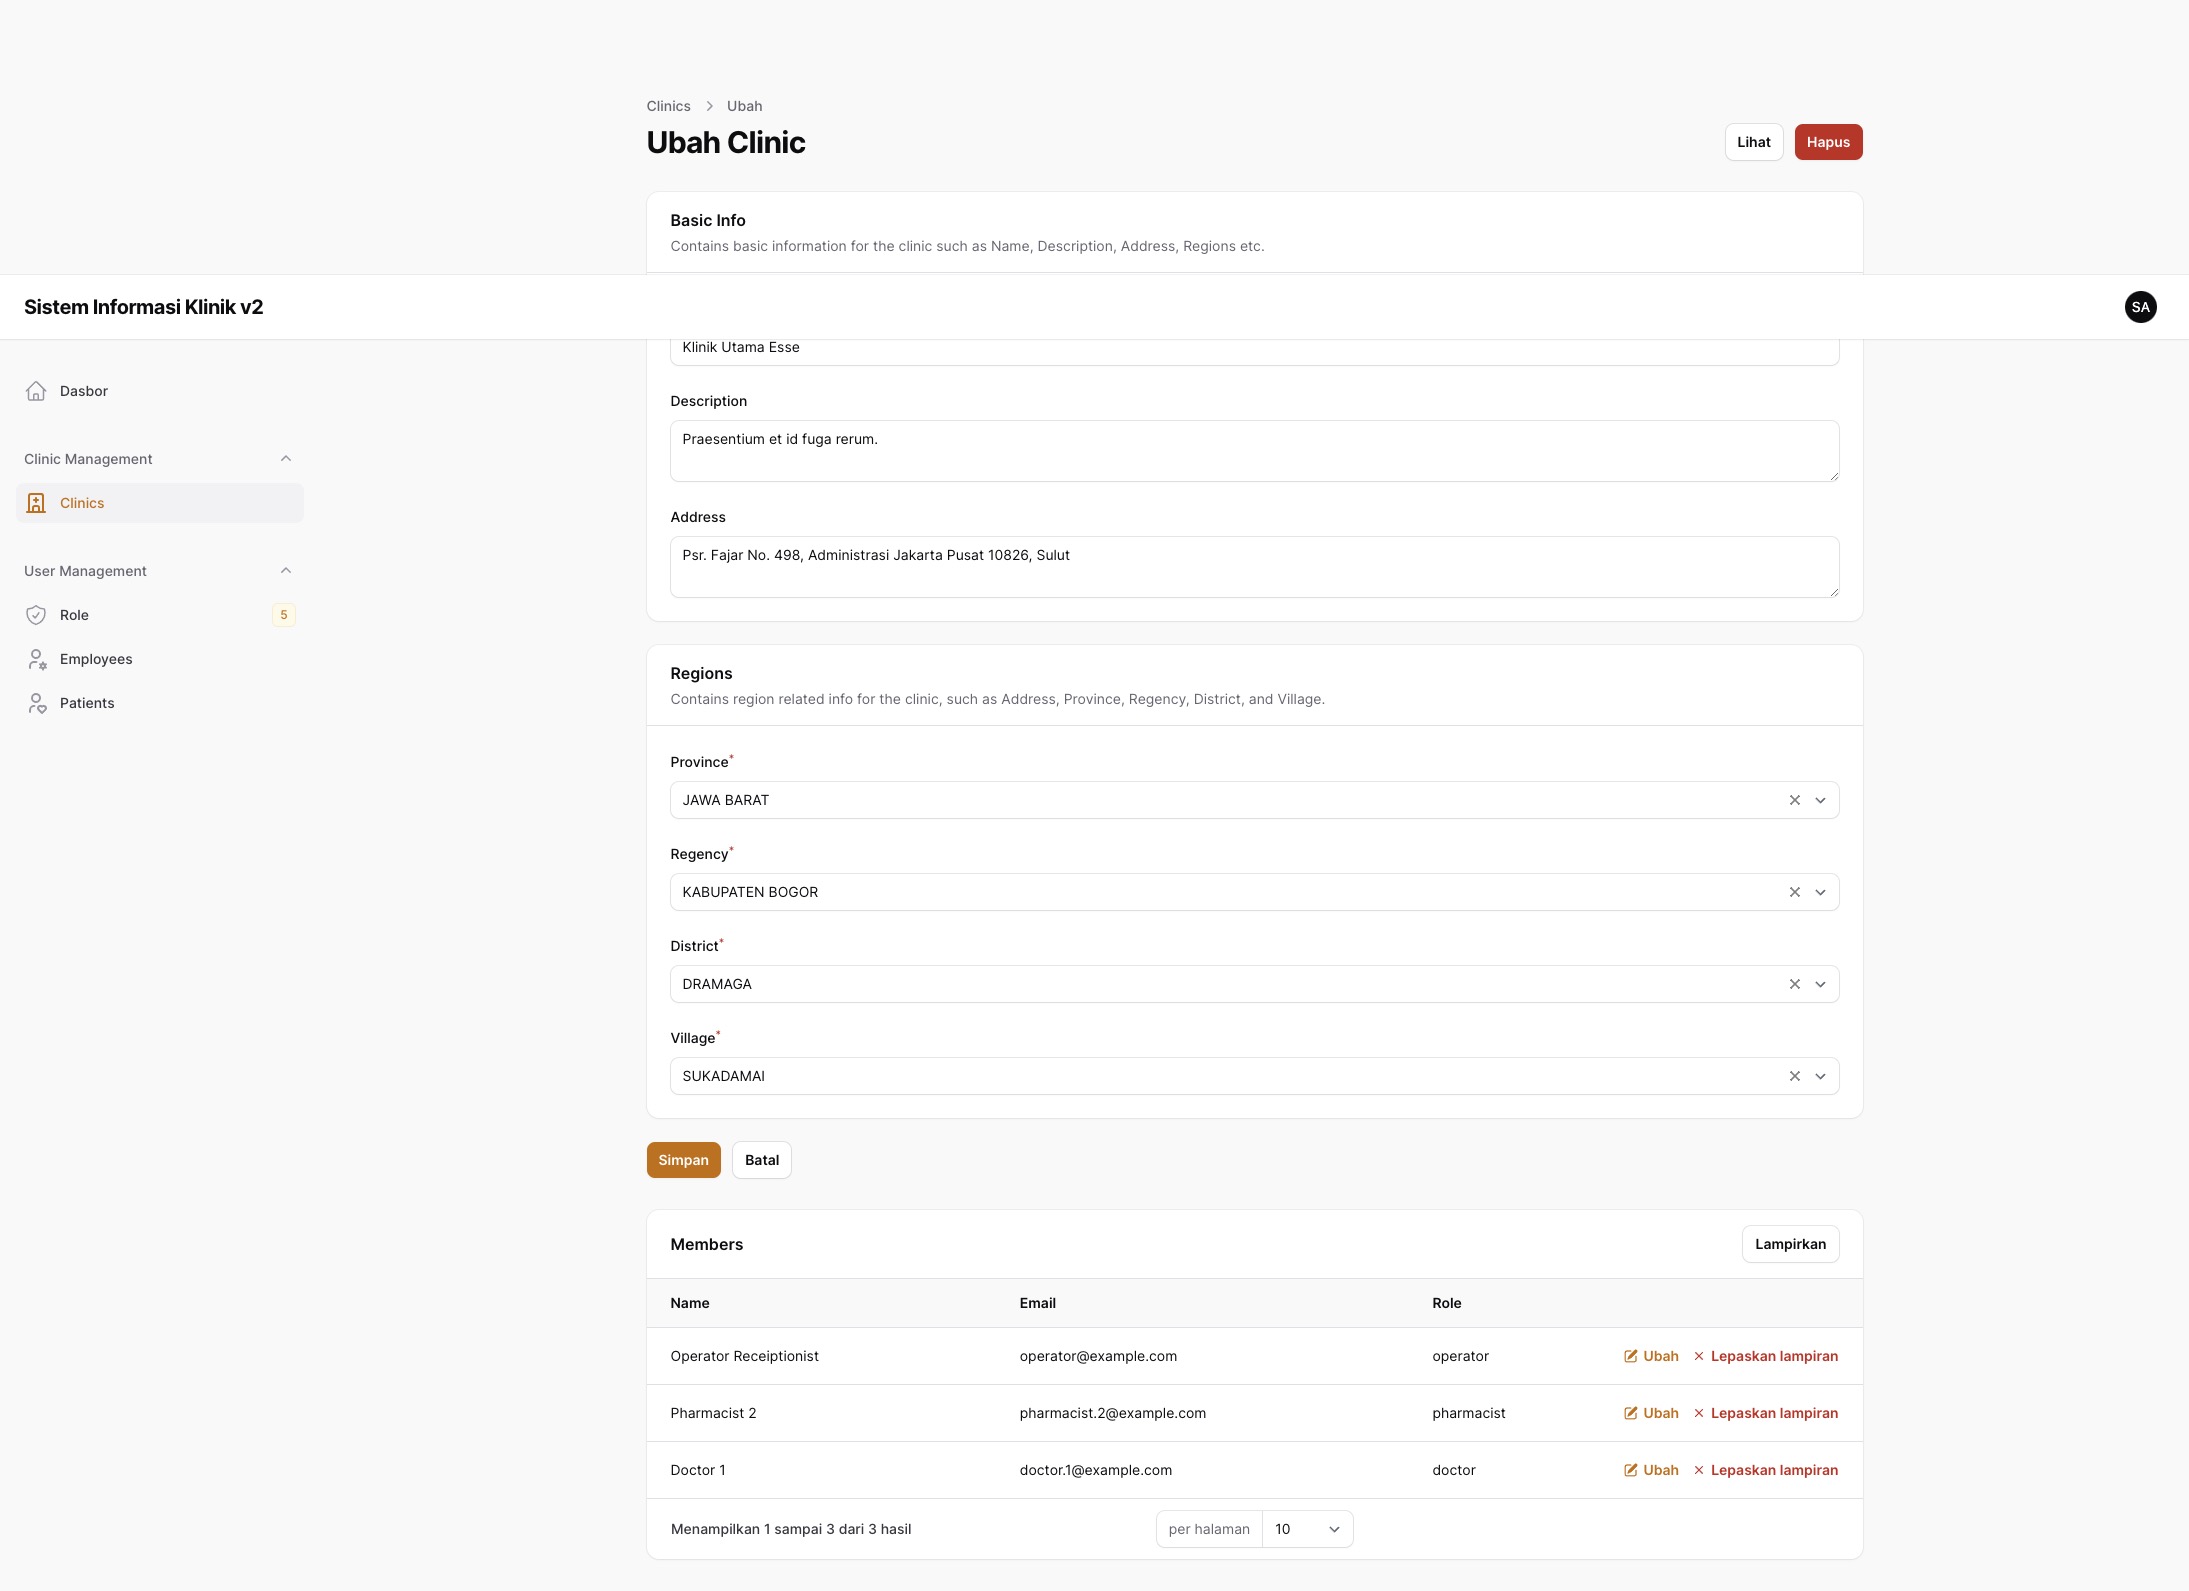 Clinics > Ubah
Ubah Clinic
Lihat
Hapus
Basic Info
Contains basic information for the clinic such as Name, Description, Address, Regions etc.
Sistem Informasi Klinik v2
SA
Dasbor
Clinic Management
Clinics
User Management
Role
5
Employees
Patients
Klinik Utama Esse
Description
Praesentium et id fuga rerum.
Address
Psr. Fajar No. 498, Administrasi Jakarta Pusat 10826, Sulut
Regions
Contains region related info for the clinic, such as Address, Province, Regency, District, and Village.
Province*
JAWA BARAT
Regency*
KABUPATEN BOGOR
District*
DRAMAGA
Village*
SUKADAMAI
Simpan
Batal
Members
Lampirkan
Name Email Role
Operator Receiptionist operator@example.com operator Ubah Lepaskan lampiran
Pharmacist 2 pharmacist.2@example.com pharmacist Ubah Lepaskan lampiran
Doctor 1 doctor.1@example.com doctor Ubah Lepaskan lampiran
Menampilkan 1 sampai 3 dari 3 hasil
per halaman 10